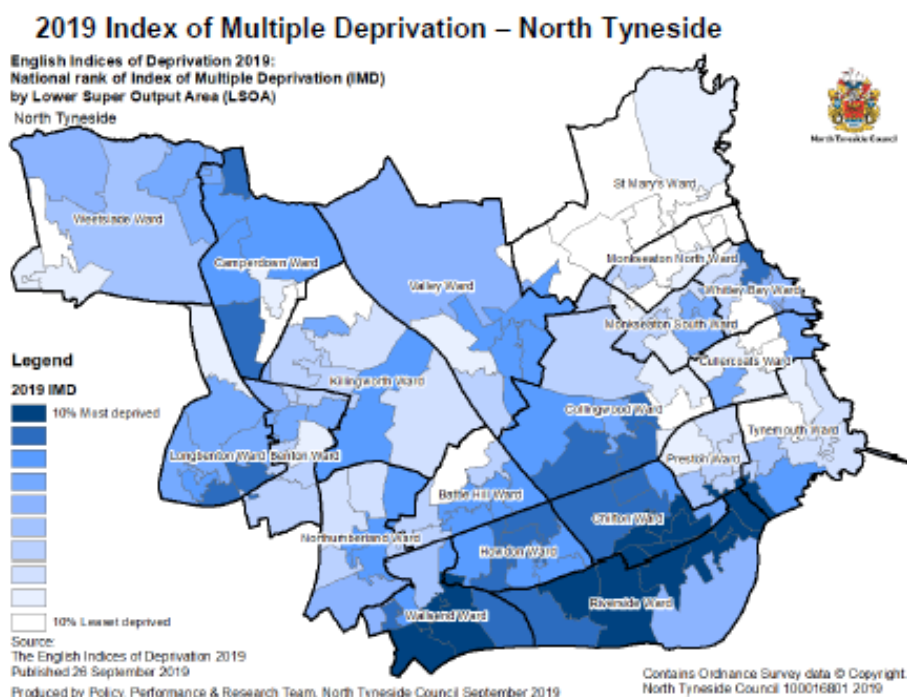 2019 Index of Multiple Deprivation – North Tyneside
English Indices of Deprivation 2019:
National rank of Index of Multiple Deprivation (IMD)
by Lower Super Output Area (LSOA)
North Tyneside
North Tyneside Council
St Mary's Ward
Weetslade Ward
Camperdown Ward
Monkseaton North Ward
Valley Ward
Whitley Bay Ward
Monkseaton South Ward
Cullercoats Ward
Killingworth Ward
Collingwood Ward
Tynemouth Ward
Longbenton Ward
Benton Ward
Preston Ward
Battle Hill Ward
Chirton Ward
Northumberland Ward
Howdon Ward
Riverside Ward
Wallsend Ward
Legend
2019 IMD
10% Most deprived
10% Leaset deprived
Source:
The English Indices of Deprivation 2019
Published 26 September 2019
Produced by Policy, Performance & Research Team, North Tyneside Council September 2019
Contains Ordnance Survey data © Copyright.
North Tyneside Council 100016801 2019